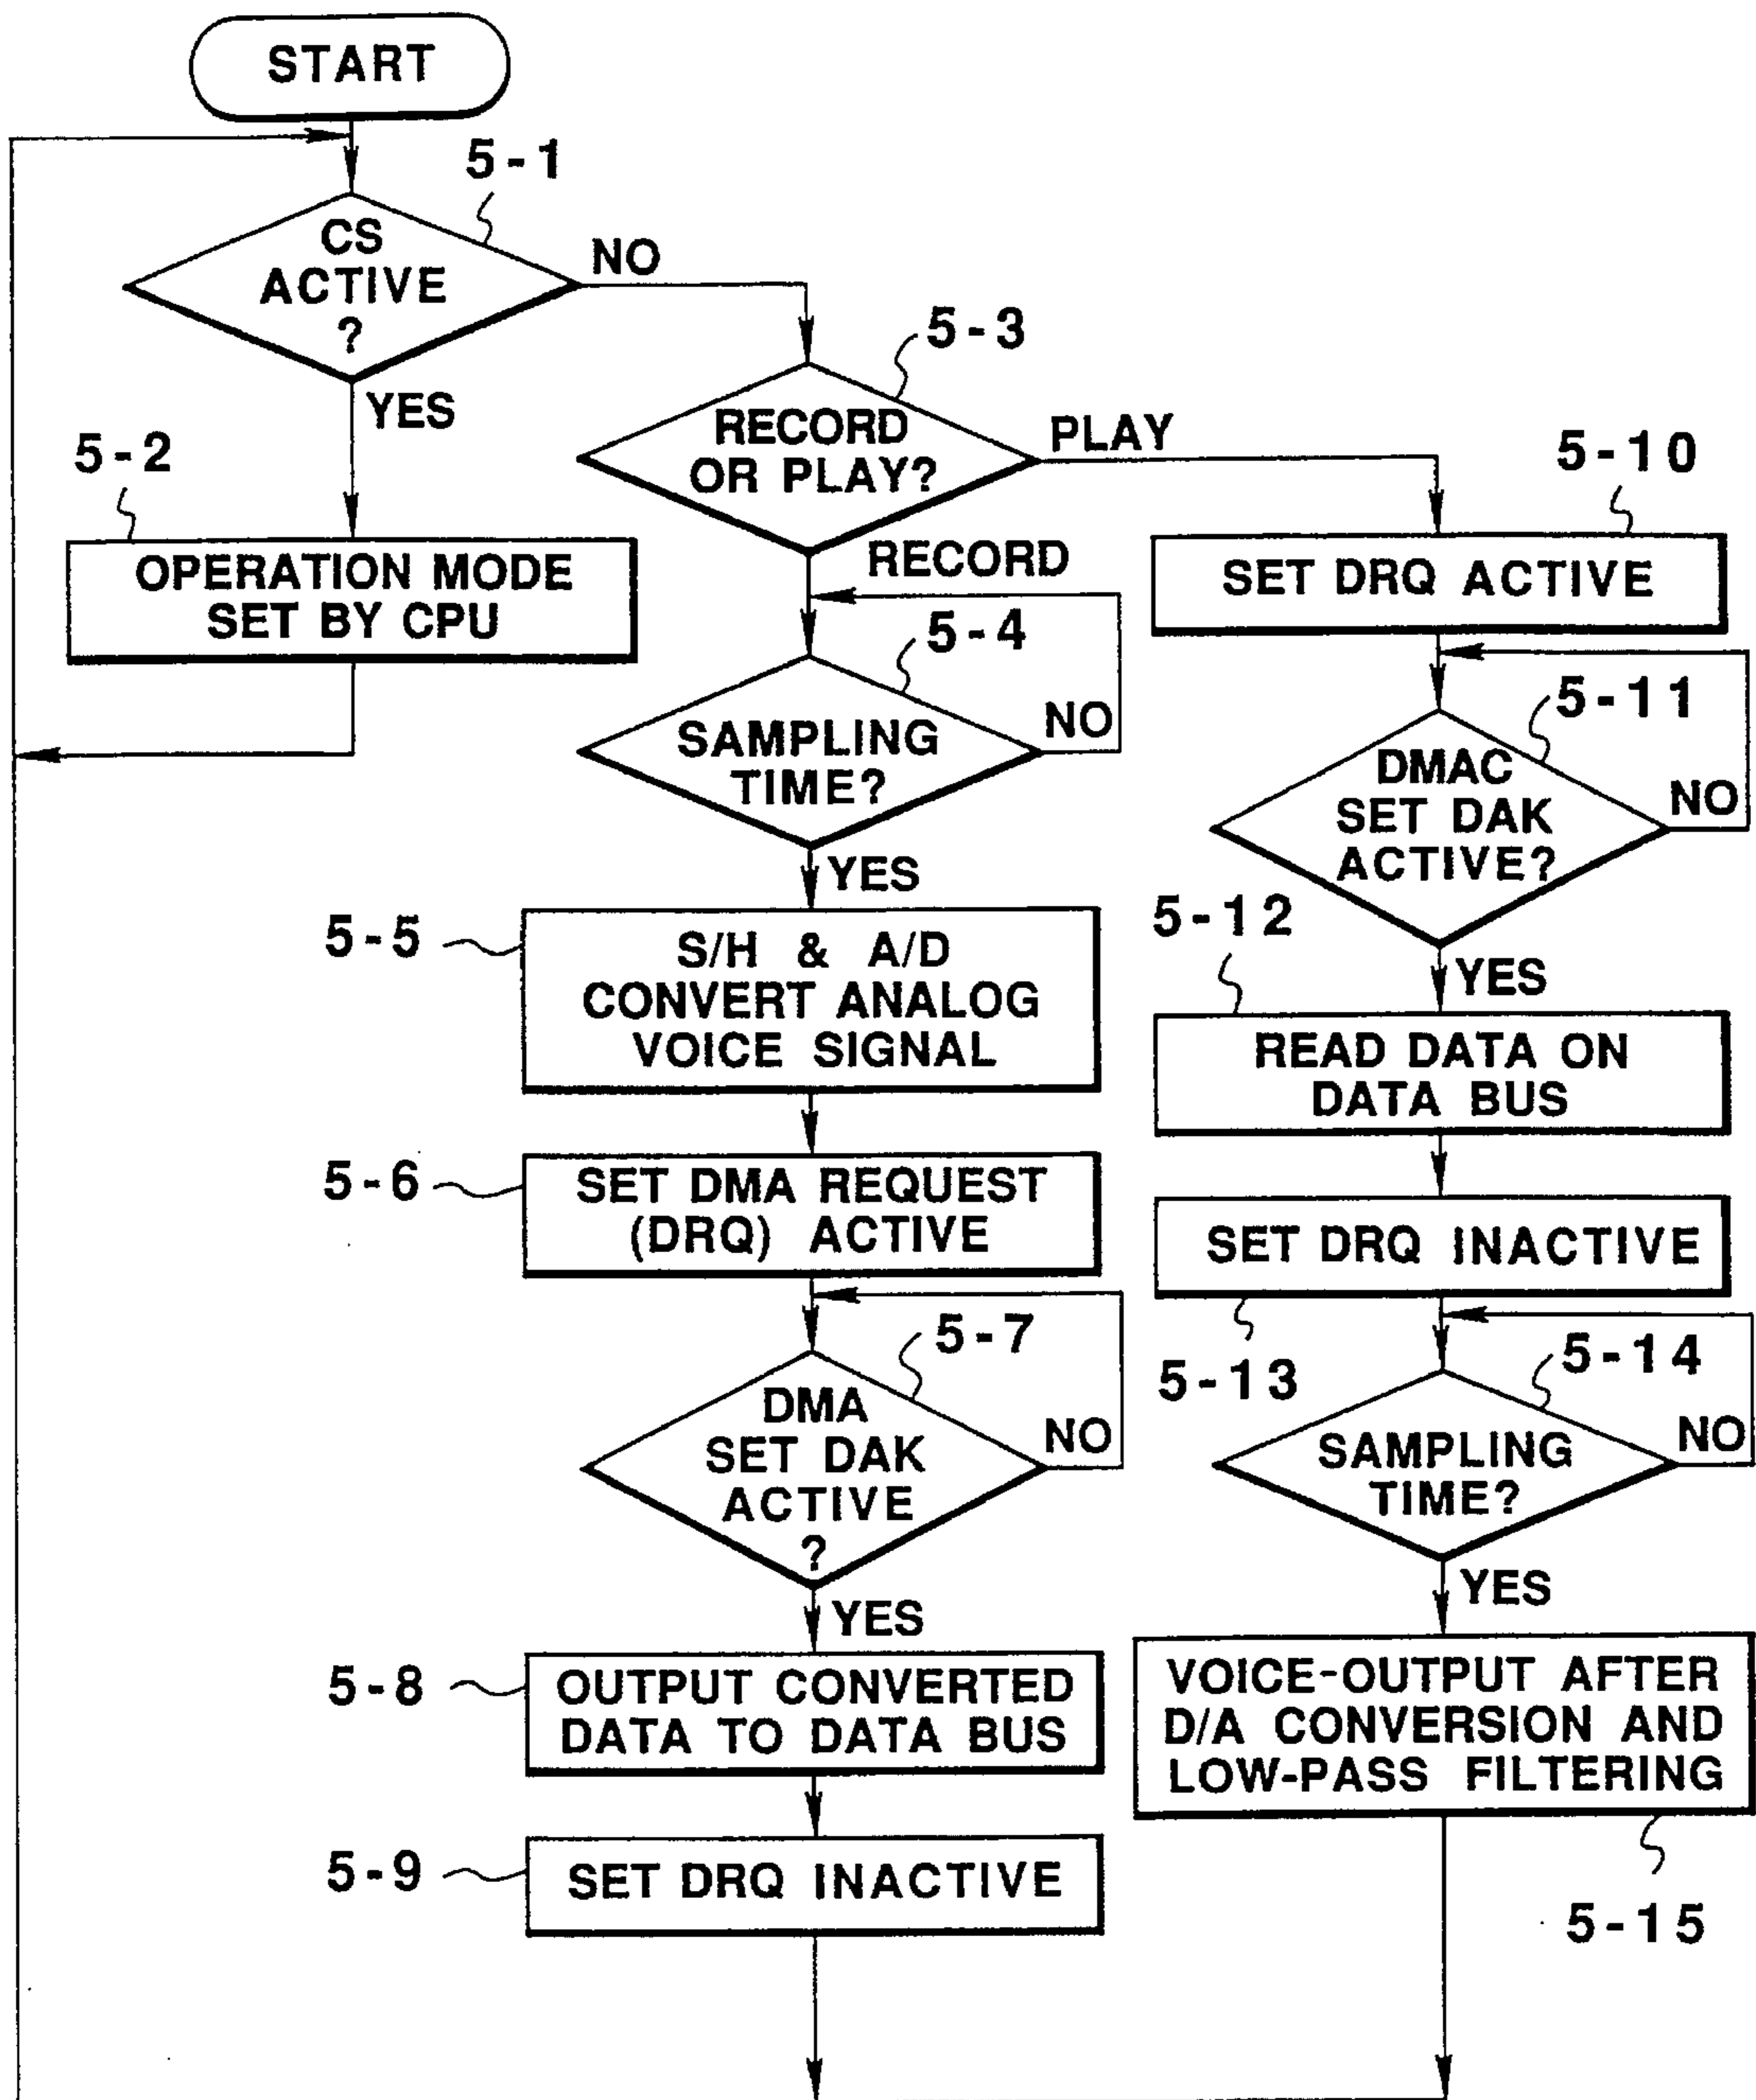 START
5-1
CS
ACTIVE
?
NO
YES
5-2
OPERATION MODE
SET BY CPU
5-3
RECORD
OR PLAY?
PLAY
RECORD
5-4
SAMPLING
TIME?
NO
YES
5-5
S/H & A/D
CONVERT ANALOG
VOICE SIGNAL
5-6
SET DMA REQUEST
(DRQ) ACTIVE
5-7
DMA
SET DAK
ACTIVE
?
NO
YES
5-8
OUTPUT CONVERTED
DATA TO DATA BUS
5-9
SET DRQ INACTIVE
5-10
SET DRQ ACTIVE
5-11
DMAC
SET DAK
ACTIVE?
NO
YES
5-12
READ DATA ON
DATA BUS
SET DRQ INACTIVE
5-13
5-14
SAMPLING
TIME?
NO
YES
VOICE-OUTPUT AFTER
D/A CONVERSION AND
LOW-PASS FILTERING
5-15